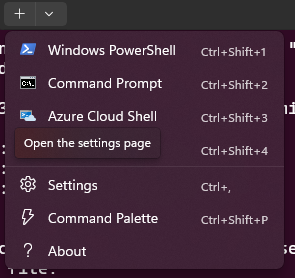 Windows PowerShell Ctrl+Shift+1
Command Prompt Ctrl+Shift+2
Azure Cloud Shell Ctrl+Shift+3
Open the settings page
Ctrl+Shift+4
Settings Ctrl+,
Command Palette Ctrl+Shift+P
About
file.